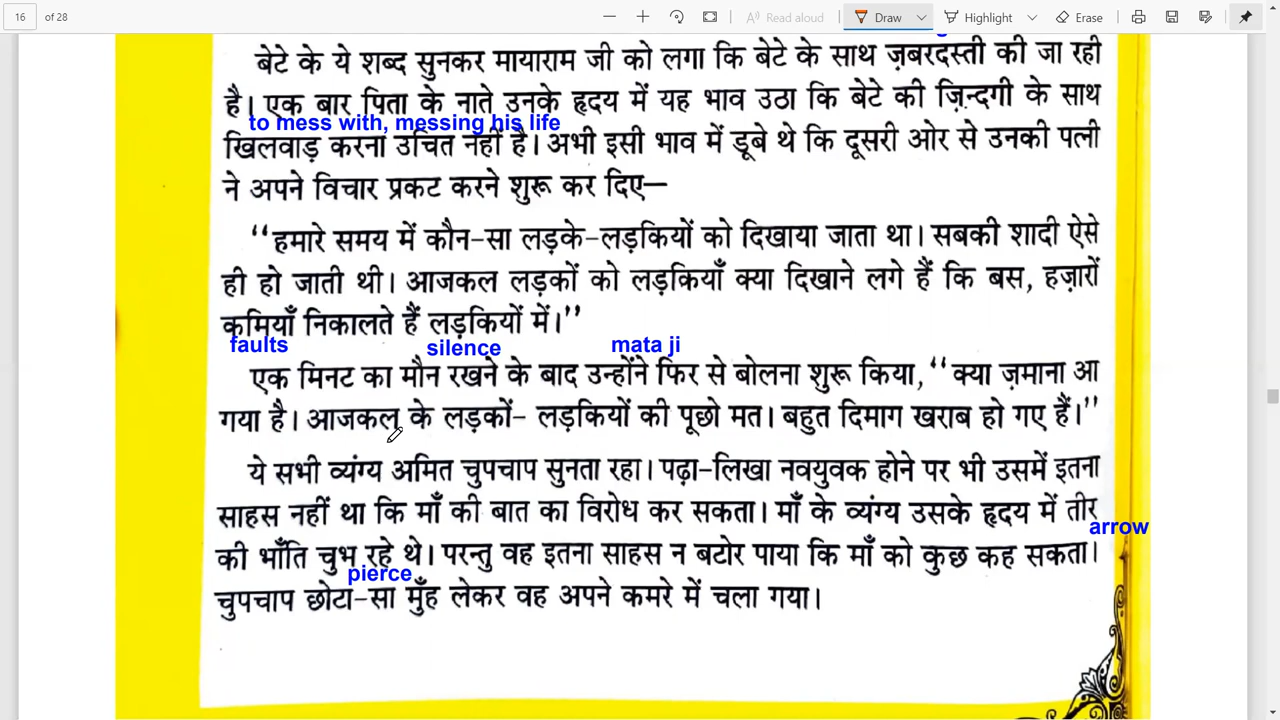 16 of 28
Read aloud
Draw
Highlight
Erase
बेटे के ये शब्द सुनकर मायाराम जी को लगा कि बेटे के साथ ज़बरदस्ती की जा रही
है। एक बार पिता के नाते उनके हृदय में यह भाव उठा कि बेटे की ज़िन्दगी के साथ
to mess with, messing his life
खिलवाड़ करना उचित नहीं है। अभी इसी भाव में डूबे थे कि दूसरी ओर से उनकी पत्नी
ने अपने विचार प्रकट करने शुरू कर दिए—
“हमारे समय में कौन-सा लड़के-लड़कियों को दिखाया जाता था। सबकी शादी ऐसे
ही हो जाती थी। आजकल लड़कों को लड़कियाँ क्या दिखाने लगे हैं कि बस, हज़ारों
कमियाँ निकालते हैं लड़कियों में।”
faults silence mata ji
एक मिनट का मौन रखने के बाद उन्होंने फिर से बोलना शुरू किया, “क्या ज़माना आ
गया है। आजकल के लड़कों- लड़कियों की पूछो मत। बहुत दिमाग खराब हो गए हैं।”
ये सभी व्यंग्य अमित चुपचाप सुनता रहा। पढ़ा-लिखा नवयुवक होने पर भी उसमें इतना
साहस नहीं था कि माँ की बात का विरोध कर सकता। माँ के व्यंग्य उसके हृदय में तीर
arrow
की भाँति चुभ रहे थे। परन्तु वह इतना साहस न बटोर पाया कि माँ को कुछ कह सकता।
pierce
चुपचाप छोटा-सा मुँह लेकर वह अपने कमरे में चला गया।